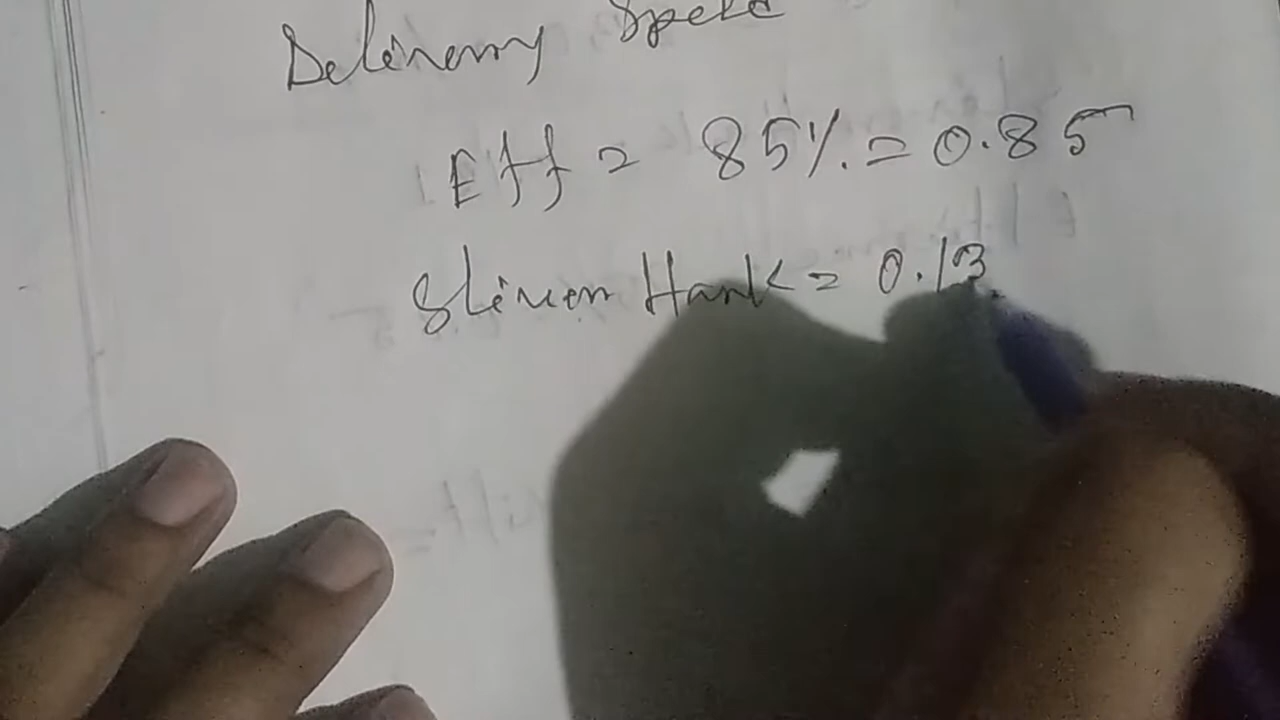 Delivery Speed
Eff = 85% = 0.85
Sliver Hank = 0.13